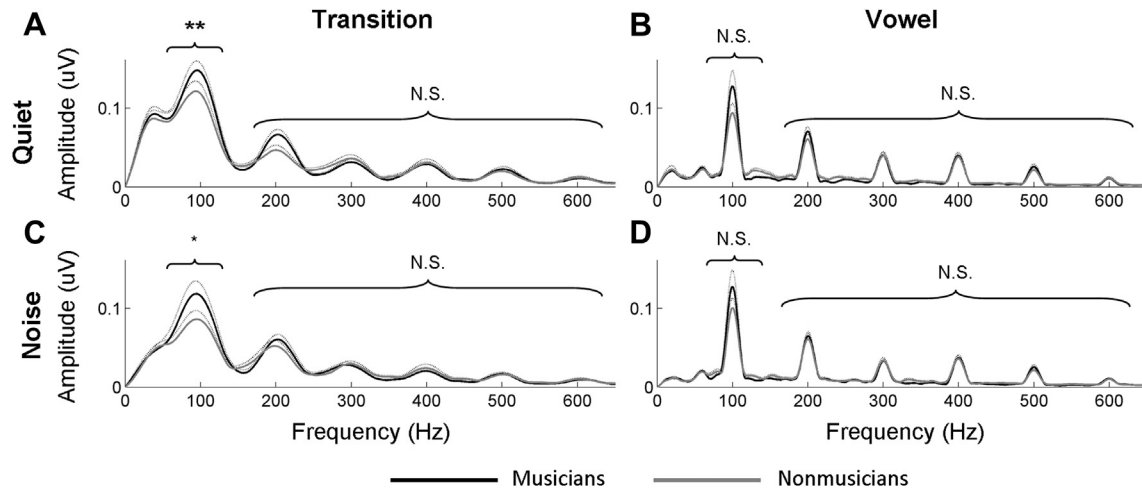 A
Transition
**
N.S.
Quiet
Amplitude (uV)
0.1
0
0 100 200 300 400 500 600
B
Vowel
N.S.
N.S.
0.1
0
0 100 200 300 400 500 600
C
*
N.S.
Noise
Amplitude (uV)
0.1
0
0 100 200 300 400 500 600
Frequency (Hz)
D
N.S.
N.S.
0.1
0
0 100 200 300 400 500 600
Frequency (Hz)
Musicians
Nonmusicians